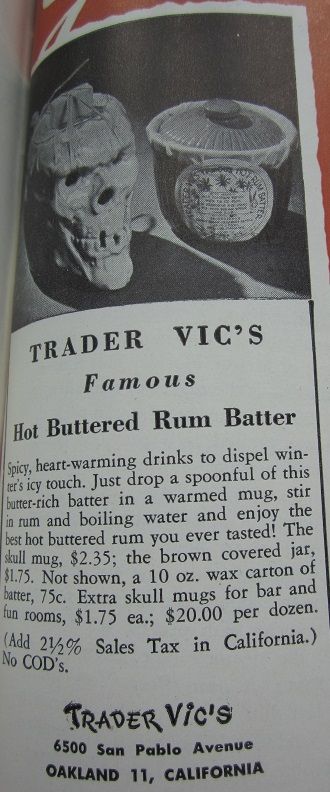 HOT RUM BATTER
TRADER VIC'S
Famous
Hot Buttered Rum Batter
Spicy, heart-warming drinks to dispel win-
ter's icy touch. Just drop a spoonful of this
butter-rich batter in a warmed mug, stir
in rum and boiling water and enjoy the
best hot buttered rum you ever tasted! The
skull mug, $2.35; the brown covered jar,
$1.75. Not shown, a 10 oz. wax carton of
batter, 75c. Extra skull mugs for bar and
fun rooms, $1.75 ea.; $20.00 per dozen.
(Add 2½% Sales Tax in California.)
No COD's.
TRADER VIC'S
6500 San Pablo Avenue
OAKLAND 11, CALIFORNIA